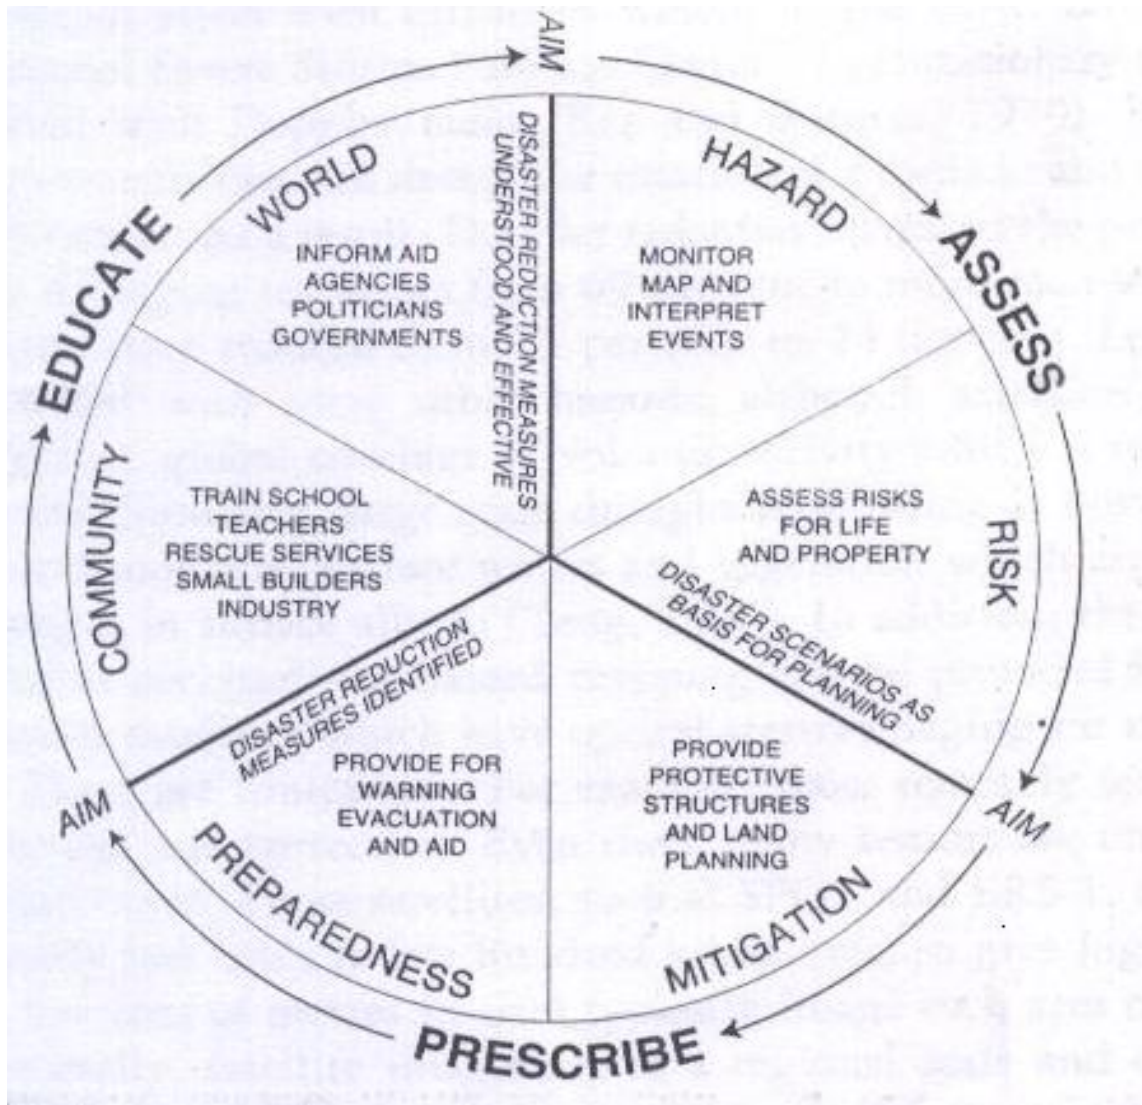 AIM
ASSESS
HAZARD
MONITOR
MAP AND
INTERPRET
EVENTS
RISK
ASSESS RISKS
FOR LIFE
AND PROPERTY
DISASTER SCENARIOS AS
BASIS FOR PLANNING
AIM
PRESCRIBE
MITIGATION
PROVIDE
PROTECTIVE
STRUCTURES
AND LAND
PLANNING
PREPAREDNESS
PROVIDE FOR
WARNING
EVACUATION
AND AID
DISASTER REDUCTION
MEASURES IDENTIFIED
AIM
EDUCATE
COMMUNITY
TRAIN SCHOOL
TEACHERS
RESCUE SERVICES
SMALL BUILDERS
INDUSTRY
WORLD
INFORM AID
AGENCIES
POLITICIANS
GOVERNMENTS
DISASTER REDUCTION MEASURES
UNDERSTOOD AND EFFECTIVE